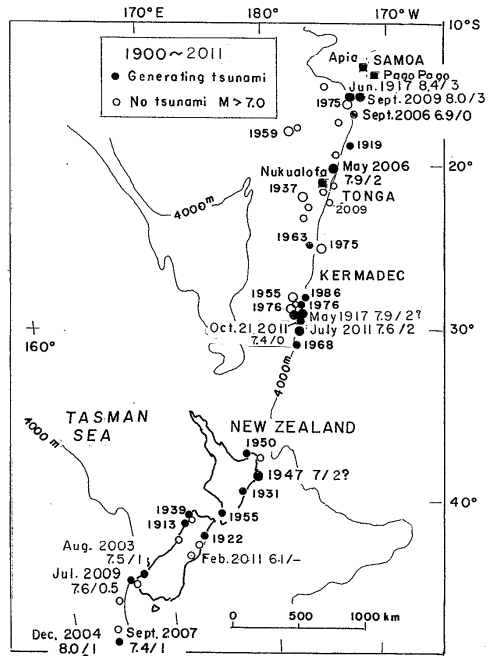 170°E 180° 170°W 10°S
1900～2011
● Generating tsunami
○ No tsunami M>7.0
Apia SAMOA
Pago Pago
Jun. 1917 8.4/3
1975 Sept. 2009 8.0/3
Sept. 2006 6.9/0
1959
1919
20°
Nukualofa May 2006
7.9/2
1937 TONGA
2009
4000m
1963 1975
KERMADEC
1955 1986
1976 1976
May 1917 7.9/2?
Oct. 21 2011 July 2011 7.6/2
7.4/0
1968
30°
160°
4000m
4000m
TASMAN
SEA
NEW ZEALAND
1950
1947 7/2?
1931
40°
1939
1913 1955
1922
Aug. 2003
7.5/1
Feb. 2011 6.1/-
Jul. 2009
7.6/0.5
0 500 1000 km
Dec. 2004 Sept. 2007
8.0/1 7.4/1